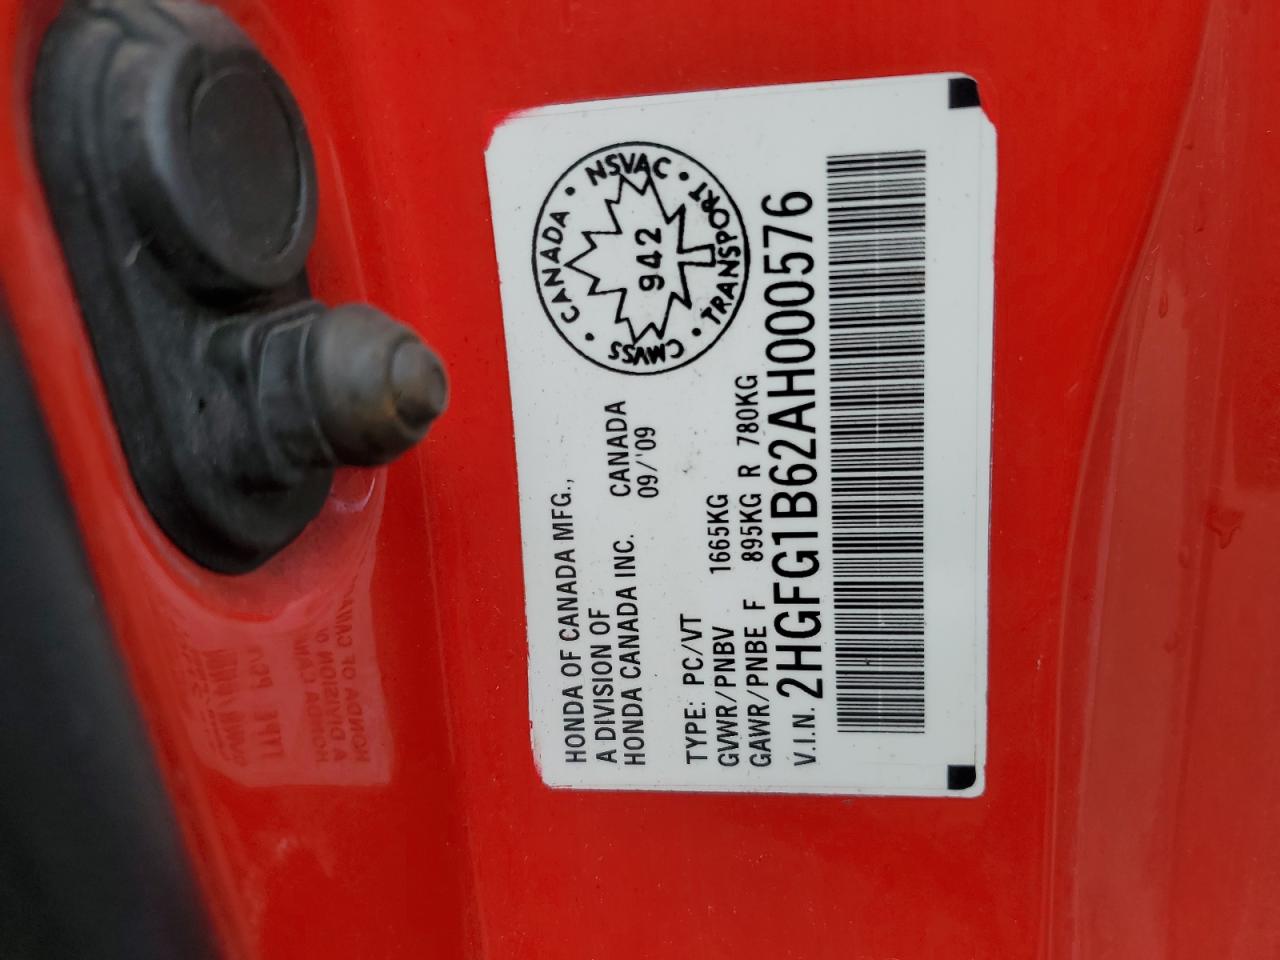 HONDA OF CANADA MFG.,
A DIVISION OF
HONDA CANADA INC. CANADA
09/'09
CANADA • NSVAC • TRANSPORT • CMVSS •
942
TYPE: PC/VT
GVWR/PNBV 1665KG
GAWR/PNBE F 895KG R 780KG
V.I.N. 2HGFG1B62AH000576